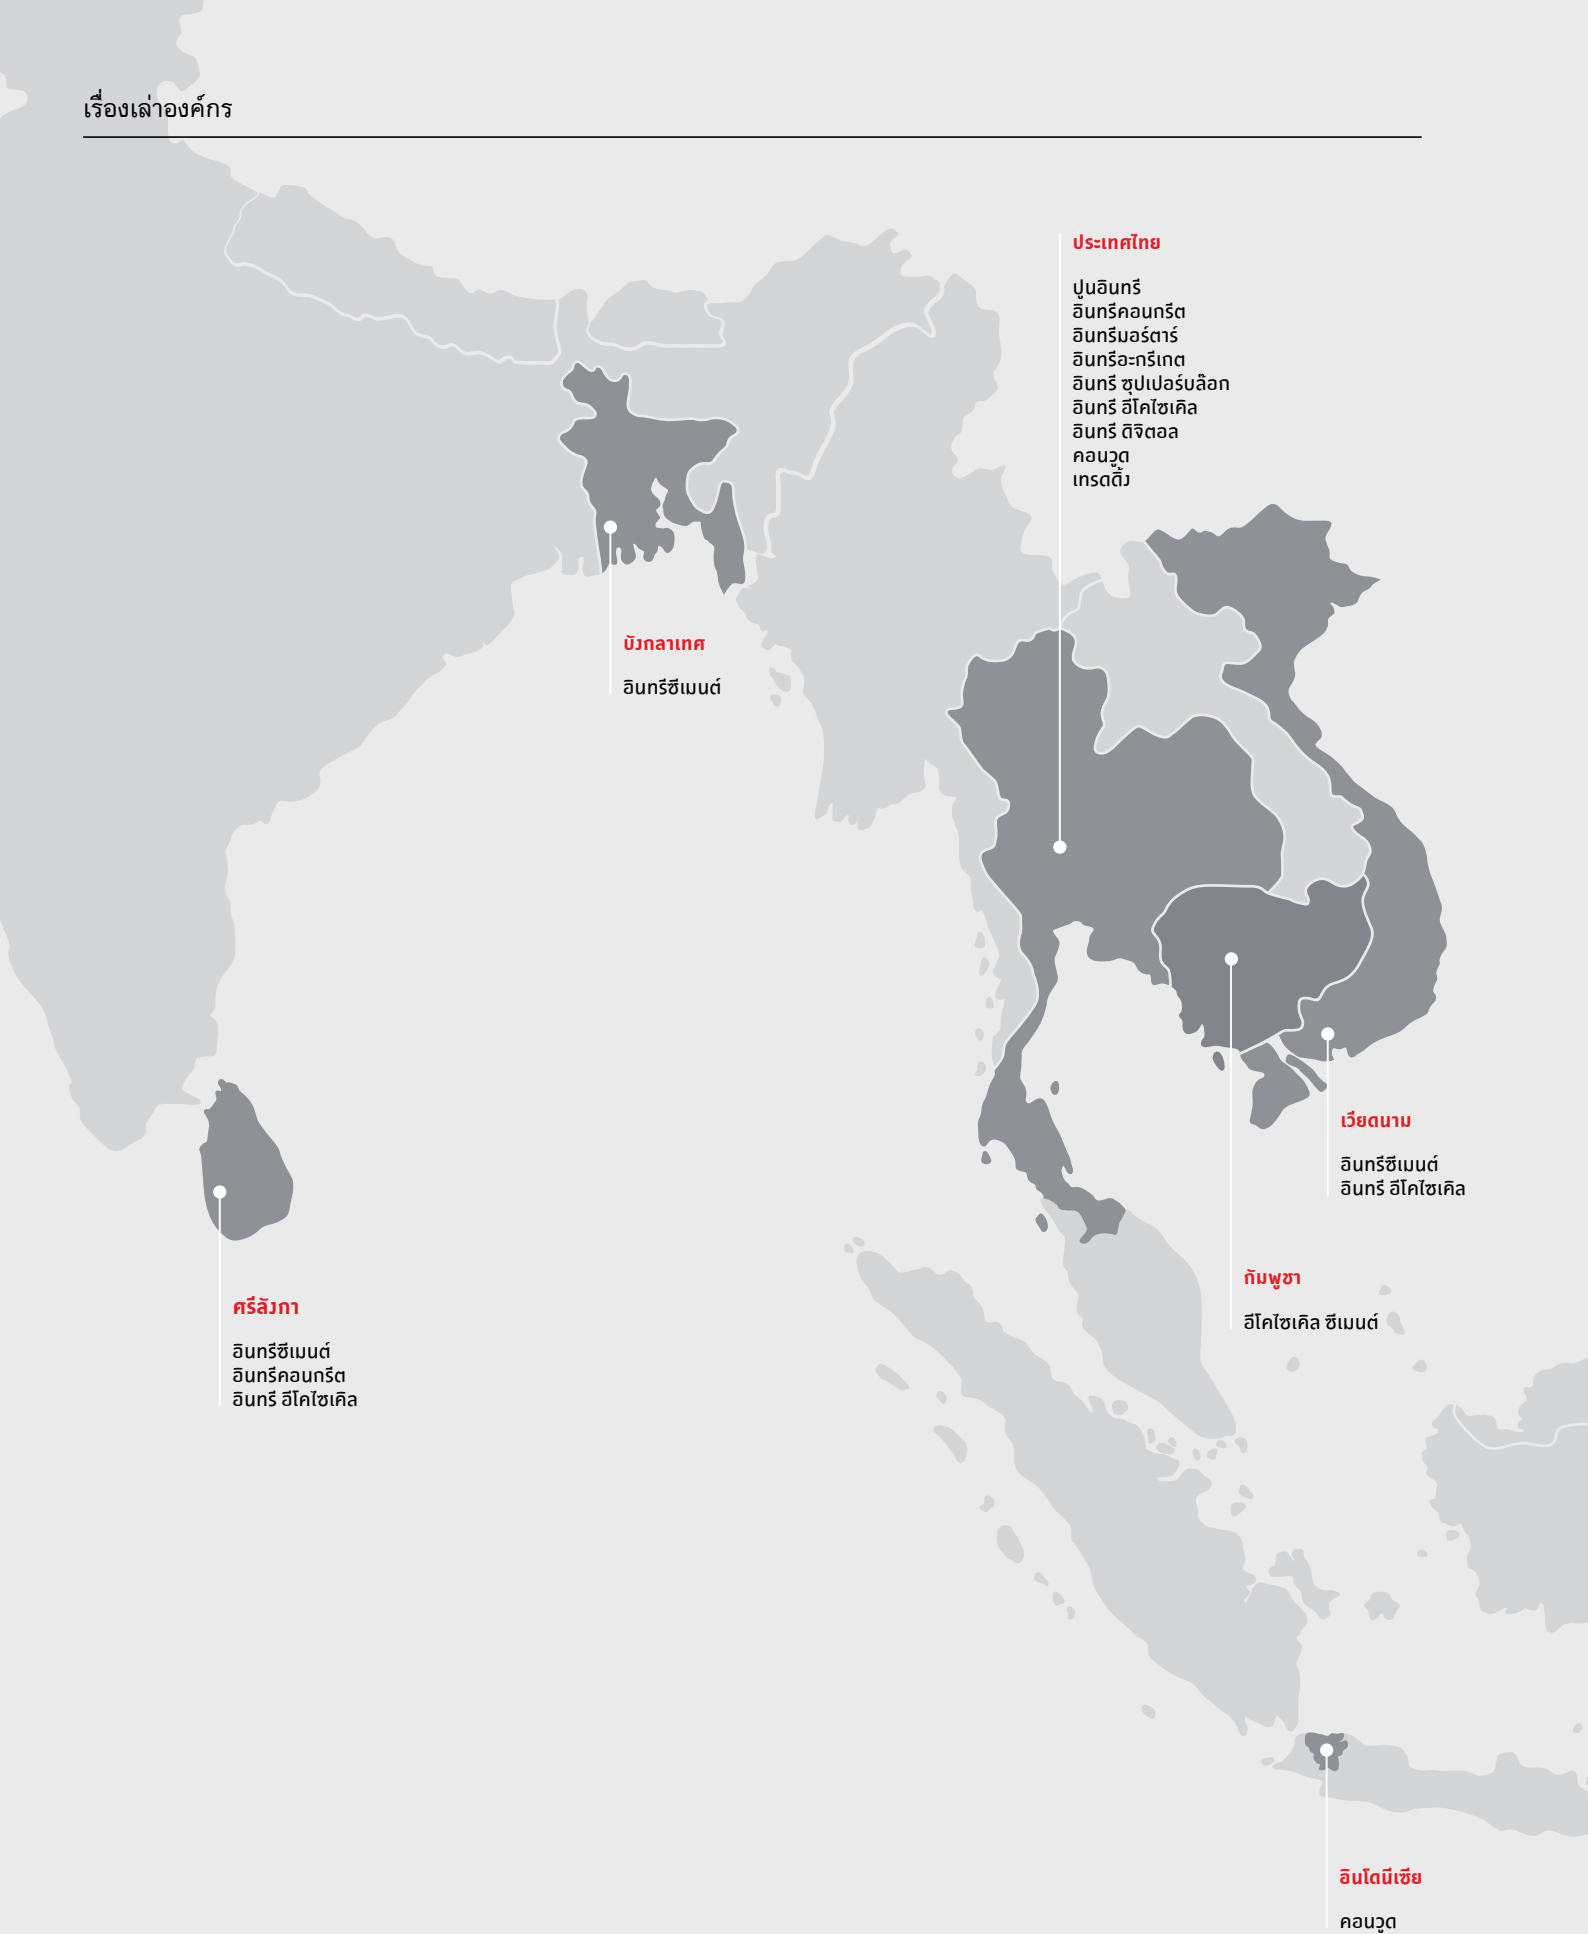 เรื่องเล่าองค์กร
ประเทศไทย
ปูนอินทรี
อินทรีคอนกรีต
อินทรีมอร์ตาร์
อินทรีอะกรีเกต
อินทรี ซุปเปอร์บล๊อก
อินทรี อีโคไซเคิล
อินทรี ดิจิตอล
คอนวูด
เทรดดิ้ง
บังกลาเทศ
อินทรีซีเมนต์
เวียดนาม
อินทรีซีเมนต์
อินทรี อีโคไซเคิล
กัมพูชา
อีโคไซเคิล ซีเมนต์
ศรีลังกา
อินทรีซีเมนต์
อินทรีคอนกรีต
อินทรี อีโคไซเคิล
อินโดนีเซีย
คอนวูด